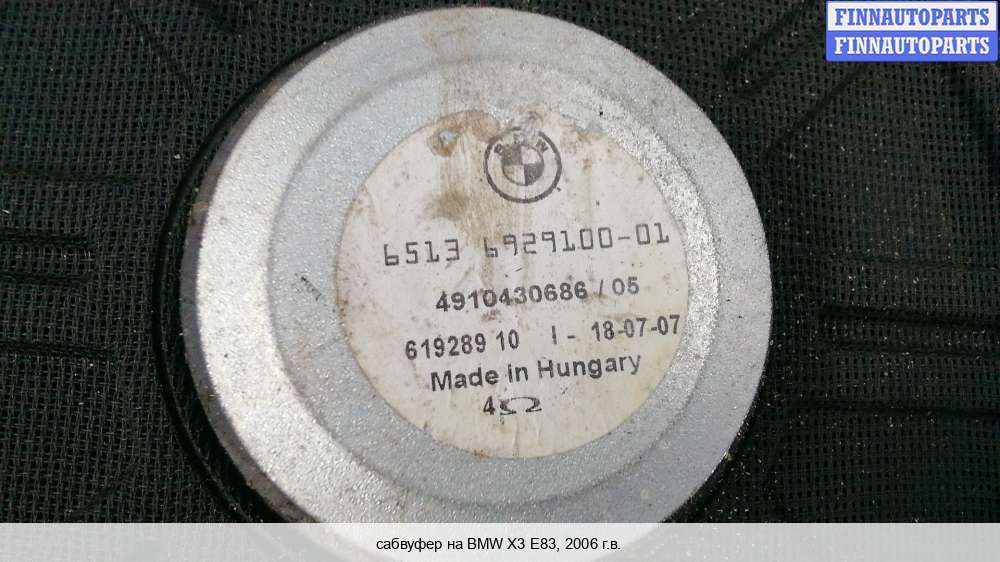 FINNAUTOPARTS
FINNAUTOPARTS
BMW
6513 6929100-01
4910430686 / 05
619289 10 I - 18-07-07
Made in Hungary
4Ω
сабвуфер на BMW X3 E83, 2006 г.в.